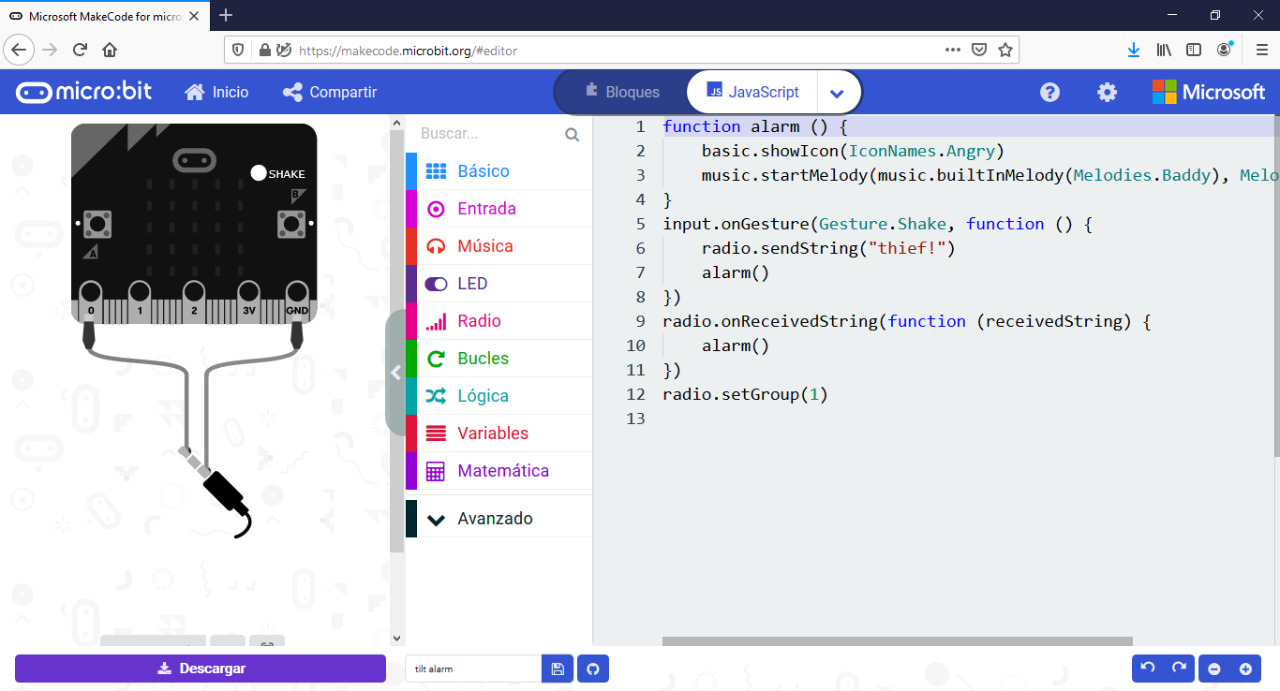 Microsoft MakeCode for micro
https://makecode.microbit.org/#editor
micro:bit
Inicio
Compartir
Bloques
JS JavaScript
?
Microsoft
SHAKE
B
A
0 1 2 3V GND
Buscar...
Básico
Entrada
Música
LED
Radio
Bucles
Lógica
Variables
Matemática
Avanzado
1 function alarm () {
2 basic.showIcon(IconNames.Angry)
3 music.startMelody(music.builtInMelody(Melodies.Baddy), Melo
4 }
5 input.onGesture(Gesture.Shake, function () {
6 radio.sendString("thief!")
7 alarm()
8 })
9 radio.onReceivedString(function (receivedString) {
10 alarm()
11 })
12 radio.setGroup(1)
13
Descargar
tilt alarm